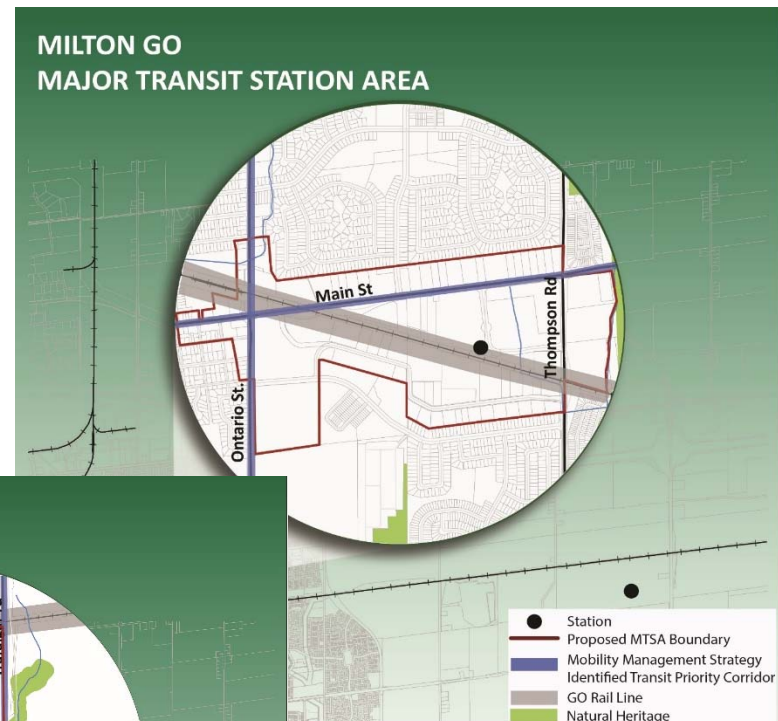 MILTON GO
MAJOR TRANSIT STATION AREA
Main St
Thompson Rd
Ontario St.
Station
Proposed MTSA Boundary
Mobility Management Strategy
Identified Transit Priority Corridor
GO Rail Line
Natural Heritage